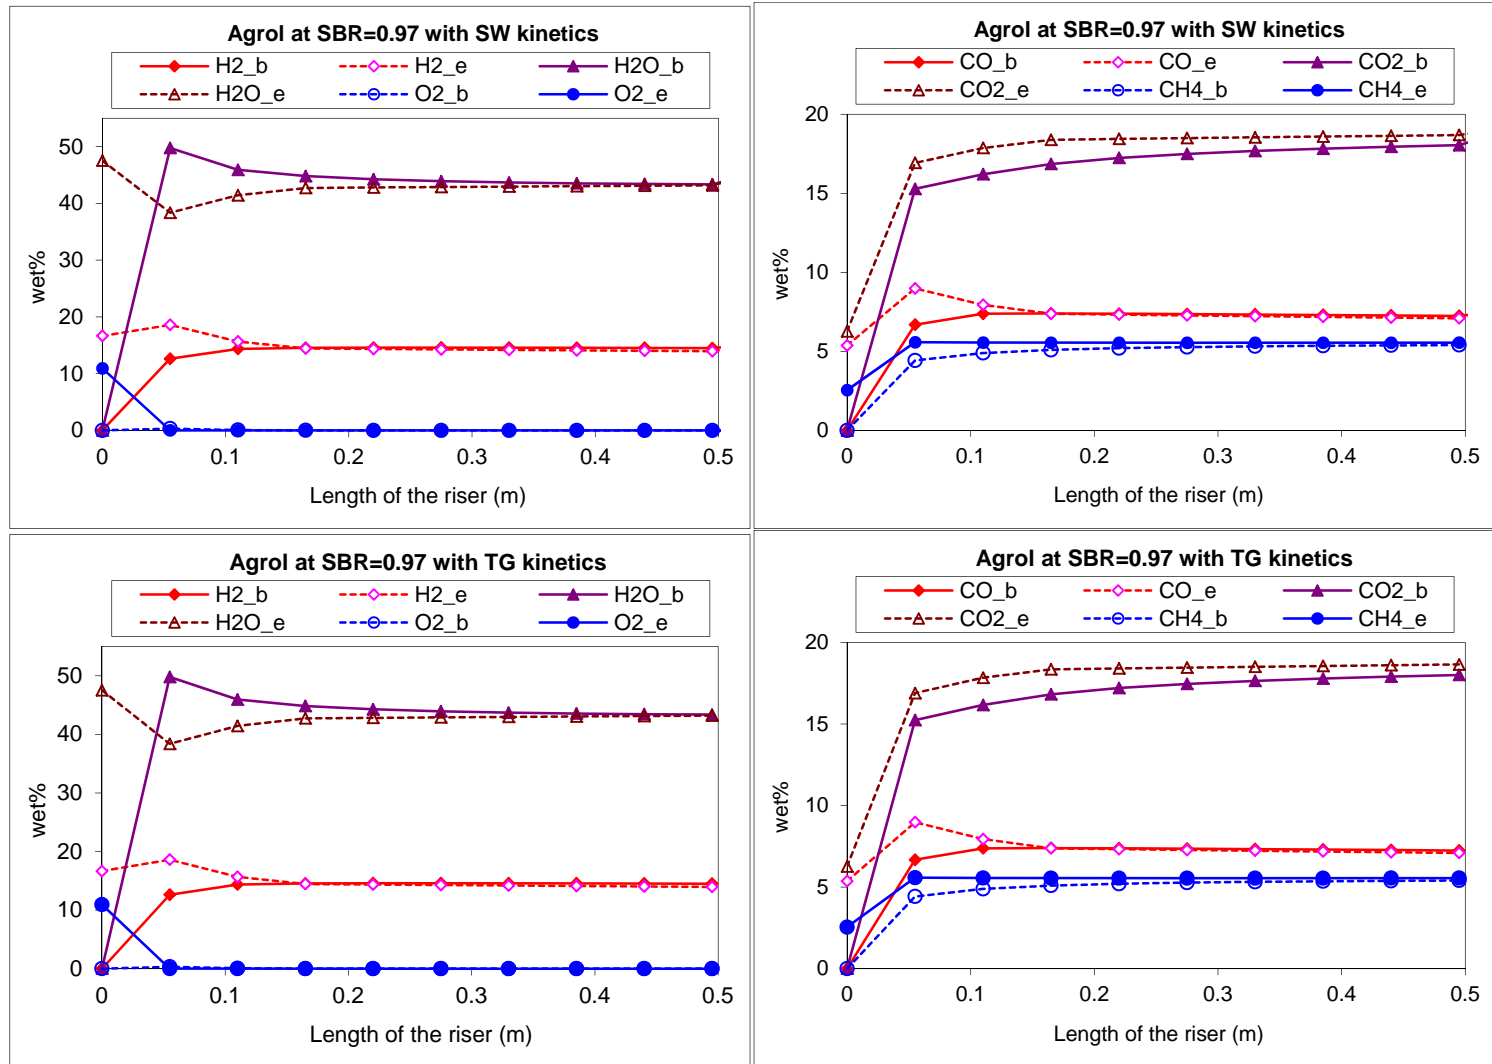 Agrol at SBR=0.97 with SW kinetics
H2_b H2_e H2O_b
H2O_e O2_b O2_e
wet%
50
40
30
20
10
0
0 0.1 0.2 0.3 0.4 0.5
Length of the riser (m)
Agrol at SBR=0.97 with SW kinetics
CO_b CO_e CO2_b
CO2_e CH4_b CH4_e
wet%
20
15
10
5
0
0 0.1 0.2 0.3 0.4 0.5
Length of the riser (m)
Agrol at SBR=0.97 with TG kinetics
H2_b H2_e H2O_b
H2O_e O2_b O2_e
wet%
50
40
30
20
10
0
0 0.1 0.2 0.3 0.4 0.5
Length of the riser (m)
Agrol at SBR=0.97 with TG kinetics
CO_b CO_e CO2_b
CO2_e CH4_b CH4_e
wet%
20
15
10
5
0
0 0.1 0.2 0.3 0.4 0.5
Length of the riser (m)